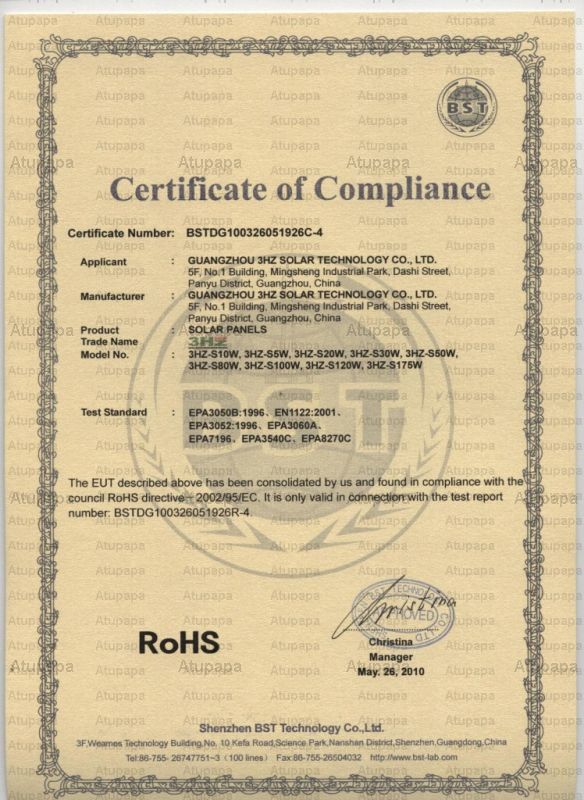 BST
Certificate of Compliance
Certificate Number: BSTDG100326051926C-4
Applicant : GUANGZHOU 3HZ SOLAR TECHNOLOGY CO., LTD.
5F, No.1 Building, Mingsheng Industrial Park, Dashi Street,
Panyu District, Guangzhou, China
Manufacturer : GUANGZHOU 3HZ SOLAR TECHNOLOGY CO., LTD.
5F, No.1 Building, Mingsheng Industrial Park, Dashi Street,
Panyu District, Guangzhou, China
Product : SOLAR PANELS
Trade Name : 3HZ
Model No. : 3HZ-S10W, 3HZ-S5W, 3HZ-S20W, 3HZ-S30W, 3HZ-S50W,
3HZ-S80W, 3HZ-S100W, 3HZ-S120W, 3HZ-S175W
Test Standard : EPA3050B:1996、EN1122:2001、
EPA3052:1996、EPA3060A、
EPA7196、EPA3540C、EPA8270C
The EUT described above has been consolidated by us and found in compliance with the
council RoHS directive – 2002/95/EC. It is only valid in connection with the test report
number: BSTDG100326051926R-4
RoHS
Christina
Christina
Manager
May. 26, 2010
Shenzhen BST Technology Co.,Ltd.
3F,Weames Technology Building,No. 10 Kefa Road,Science Park,Nanshan District,Shenzhen,Guangdong,China
Tel:86-755- 26747751~3 (100 lines) Fax:86-755-26504032 http://www.bst-lab.com
Atupapa